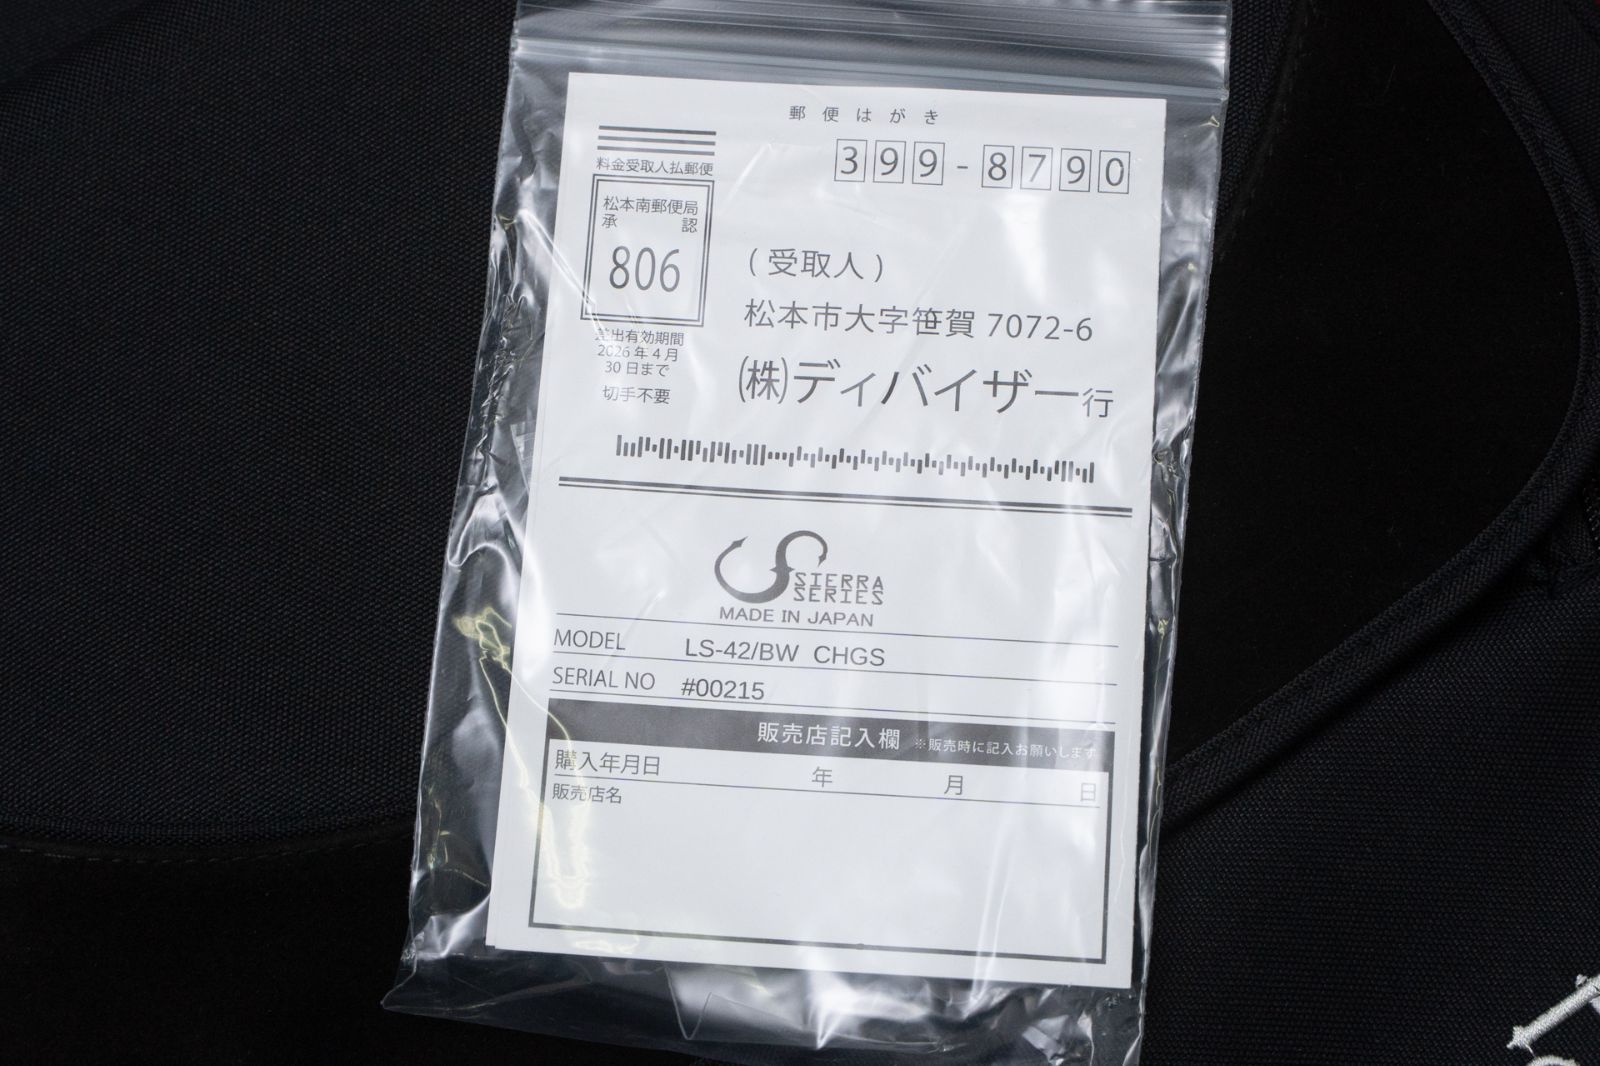 郵便はがき
399-8790
料金受取人払郵便
松本南郵便局
承認
806
差出有効期間
2026年4月
30日まで
切手不要
(受取人)
松本市大字笹賀7072-6
(株)ディバイザー行
SIERRA
SERIES
MADE IN JAPAN
MODEL LS-42/BW CHGS
SERIAL NO #00215
販売店記入欄 ※販売時に記入お願いします
購入年月日 年 月 日
販売店名